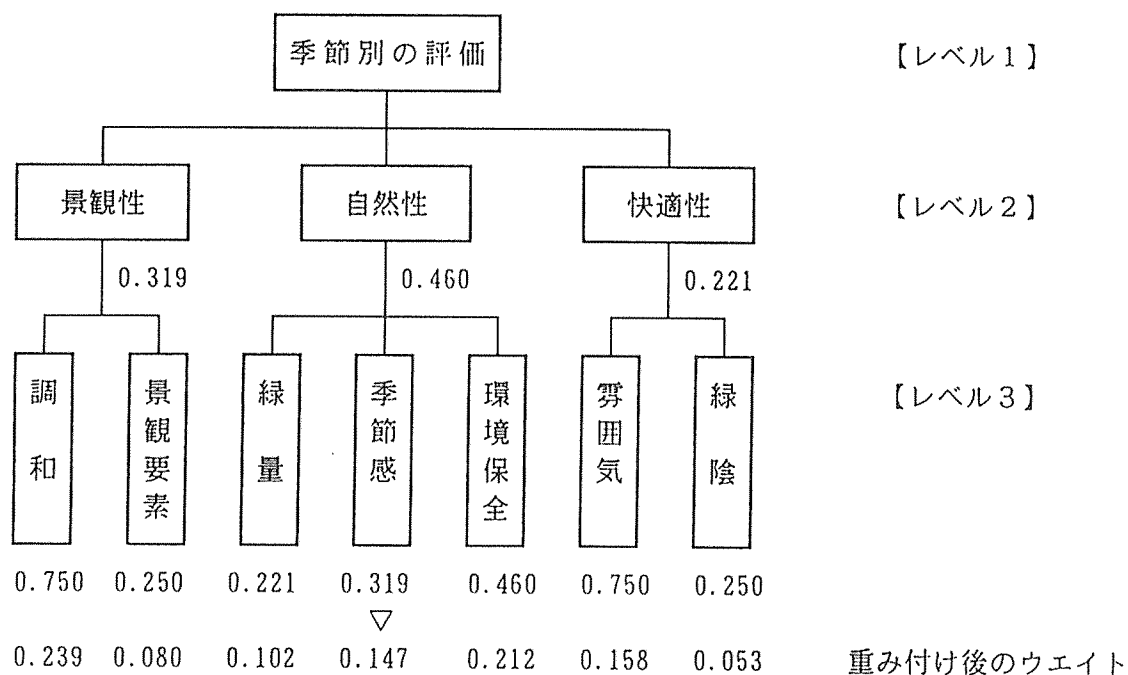 季節別の評価 【レベル1】
景観性 自然性 快適性 【レベル2】
0.319 0.460 0.221
調和 景観要素 緑量 季節感 環境保全 雰囲気 緑陰 【レベル3】
0.750 0.250 0.221 0.319 0.460 0.750 0.250
▽
0.239 0.080 0.102 0.147 0.212 0.158 0.053 重み付け後のウエイト